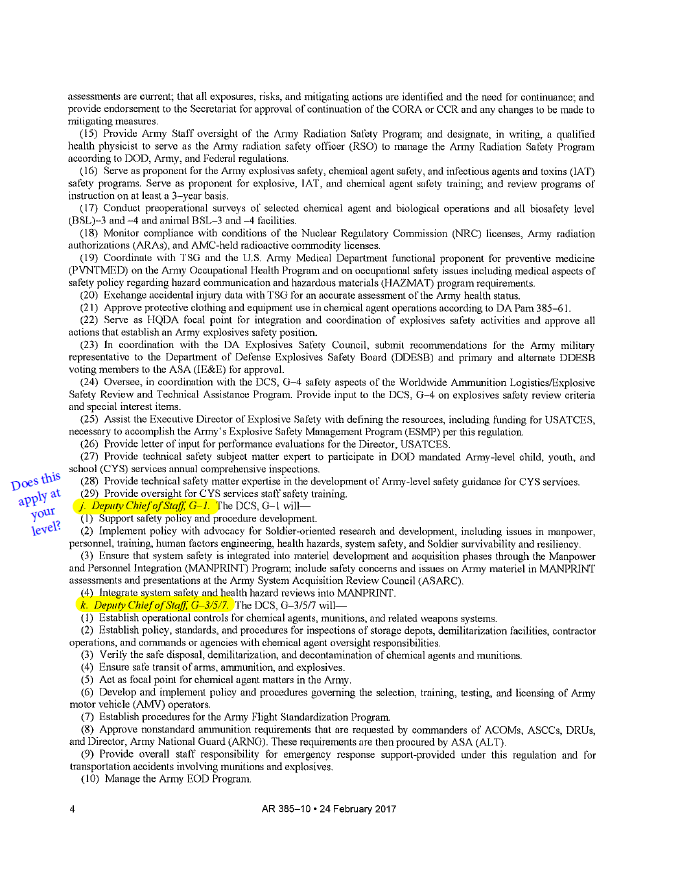 assessments are current; that all exposures, risks, and mitigating actions are identified and the need for continuance; and
provide endorsement to the Secretariat for approval of continuation of the CORA or CCR and any changes to be made to
mitigating measures.
(15) Provide Army Staff oversight of the Army Radiation Safety Program; and designate, in writing, a qualified
health physicist to serve as the Army radiation safety officer (RSO) to manage the Army Radiation Safety Program
according to DOD, Army, and Federal regulations.
(16) Serve as proponent for the Army explosives safety, chemical agent safety, and infectious agents and toxins (IAT)
safety programs. Serve as proponent for explosive, IAT, and chemical agent safety training; and review programs of
instruction on at least a 3–year basis.
(17) Conduct preoperational surveys of selected chemical agent and biological operations and all biosafety level
(BSL)–3 and –4 and animal BSL–3 and –4 facilities.
(18) Monitor compliance with conditions of the Nuclear Regulatory Commission (NRC) licenses, Army radiation
authorizations (ARAs), and AMC-held radioactive commodity licenses.
(19) Coordinate with TSG and the U.S. Army Medical Department functional proponent for preventive medicine
(PVNTMED) on the Army Occupational Health Program and on occupational safety issues including medical aspects of
safety policy regarding hazard communication and hazardous materials (HAZMAT) program requirements.
(20) Exchange accidental injury data with TSG for an accurate assessment of the Army health status.
(21) Approve protective clothing and equipment use in chemical agent operations according to DA Pam 385–61.
(22) Serve as HQDA focal point for integration and coordination of explosives safety activities and approve all
actions that establish an Army explosives safety position.
(23) In coordination with the DA Explosives Safety Council, submit recommendations for the Army military
representative to the Department of Defense Explosives Safety Board (DDESB) and primary and alternate DDESB
voting members to the ASA (IE&E) for approval.
(24) Oversee, in coordination with the DCS, G–4 safety aspects of the Worldwide Ammunition Logistics/Explosive
Safety Review and Technical Assistance Program. Provide input to the DCS, G–4 on explosives safety review criteria
and special interest items.
(25) Assist the Executive Director of Explosive Safety with defining the resources, including funding for USATCES,
necessary to accomplish the Army's Explosive Safety Management Program (ESMP) per this regulation.
(26) Provide letter of input for performance evaluations for the Director, USATCES.
(27) Provide technical safety subject matter expert to participate in DOD mandated Army-level child, youth, and
school (CYS) services annual comprehensive inspections.
(28) Provide technical safety matter expertise in the development of Army-level safety guidance for CYS services.
(29) Provide oversight for CYS services staff safety training.
Does this
apply at
your
level?
j. Deputy Chief of Staff, G–1. The DCS, G–1 will—
(1) Support safety policy and procedure development.
(2) Implement policy with advocacy for Soldier-oriented research and development, including issues in manpower,
personnel, training, human factors engineering, health hazards, system safety, and Soldier survivability and resiliency.
(3) Ensure that system safety is integrated into materiel development and acquisition phases through the Manpower
and Personnel Integration (MANPRINT) Program; include safety concerns and issues on Army materiel in MANPRINT
assessments and presentations at the Army System Acquisition Review Council (ASARC).
(4) Integrate system safety and health hazard reviews into MANPRINT.
k. Deputy Chief of Staff, G–3/5/7. The DCS, G–3/5/7 will—
(1) Establish operational controls for chemical agents, munitions, and related weapons systems.
(2) Establish policy, standards, and procedures for inspections of storage depots, demilitarization facilities, contractor
operations, and commands or agencies with chemical agent oversight responsibilities.
(3) Verify the safe disposal, demilitarization, and decontamination of chemical agents and munitions.
(4) Ensure safe transit of arms, ammunition, and explosives.
(5) Act as focal point for chemical agent matters in the Army.
(6) Develop and implement policy and procedures governing the selection, training, testing, and licensing of Army
motor vehicle (AMV) operators.
(7) Establish procedures for the Army Flight Standardization Program.
(8) Approve nonstandard ammunition requirements that are requested by commanders of ACOMs, ASCCs, DRUs,
and Director, Army National Guard (ARNG). These requirements are then procured by ASA (ALT).
(9) Provide overall staff responsibility for emergency response support-provided under this regulation and for
transportation accidents involving munitions and explosives.
(10) Manage the Army EOD Program.
4 AR 385–10 • 24 February 2017